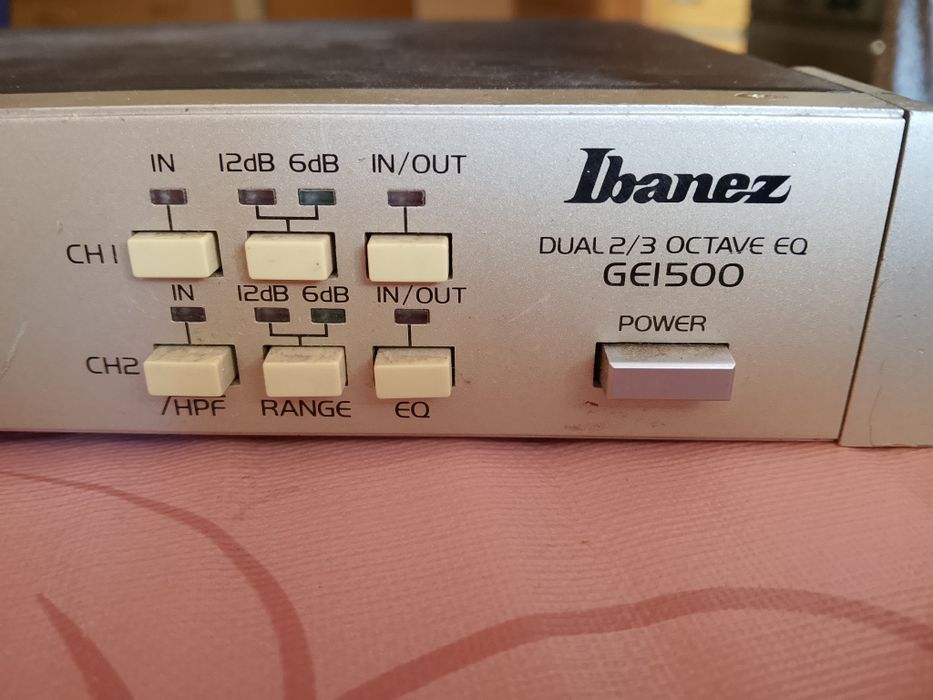 IN 12dB 6dB IN/OUT
CH1
IN 12dB 6dB IN/OUT
CH2
/HPF RANGE EQ
Ibanez
DUAL 2/3 OCTAVE EQ
GE1500
POWER